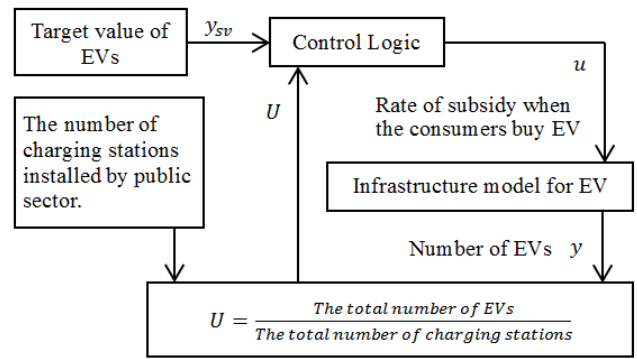 Target value of
EVs
y_sv
Control Logic
u
U
Rate of subsidy when
the consumers buy EV
The number of
charging stations
installed by public
sector.
Infrastructure model for EV
Number of EVs y
U = The total number of EVs / The total number of charging stations